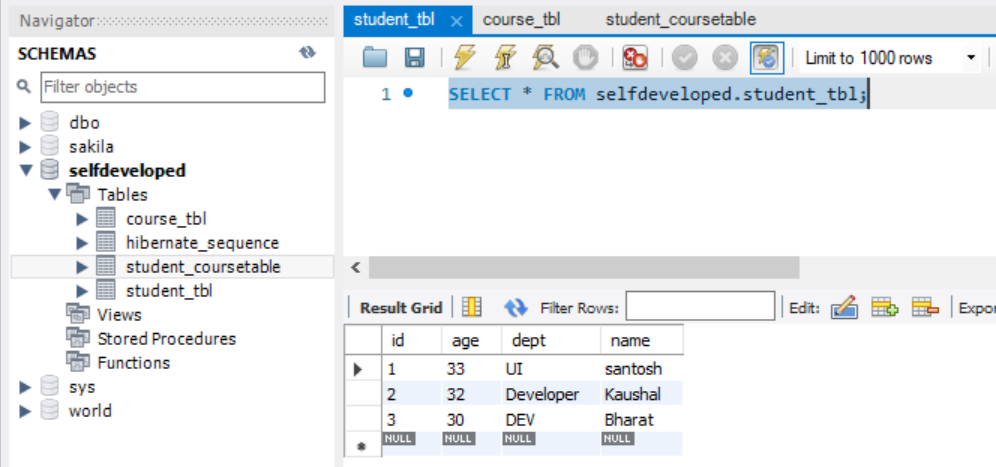 Navigator
SCHEMAS
Filter objects
dbo
sakila
selfdeveloped
Tables
course_tbl
hibernate_sequence
student_coursetable
student_tbl
Views
Stored Procedures
Functions
sys
world
student_tbl course_tbl student_coursetable
Limit to 1000 rows
1 SELECT * FROM selfdeveloped.student_tbl;
Result Grid Filter Rows: Edit: Expor
id age dept name
1 33 UI santosh
2 32 Developer Kaushal
3 30 DEV Bharat
NULL NULL NULL NULL